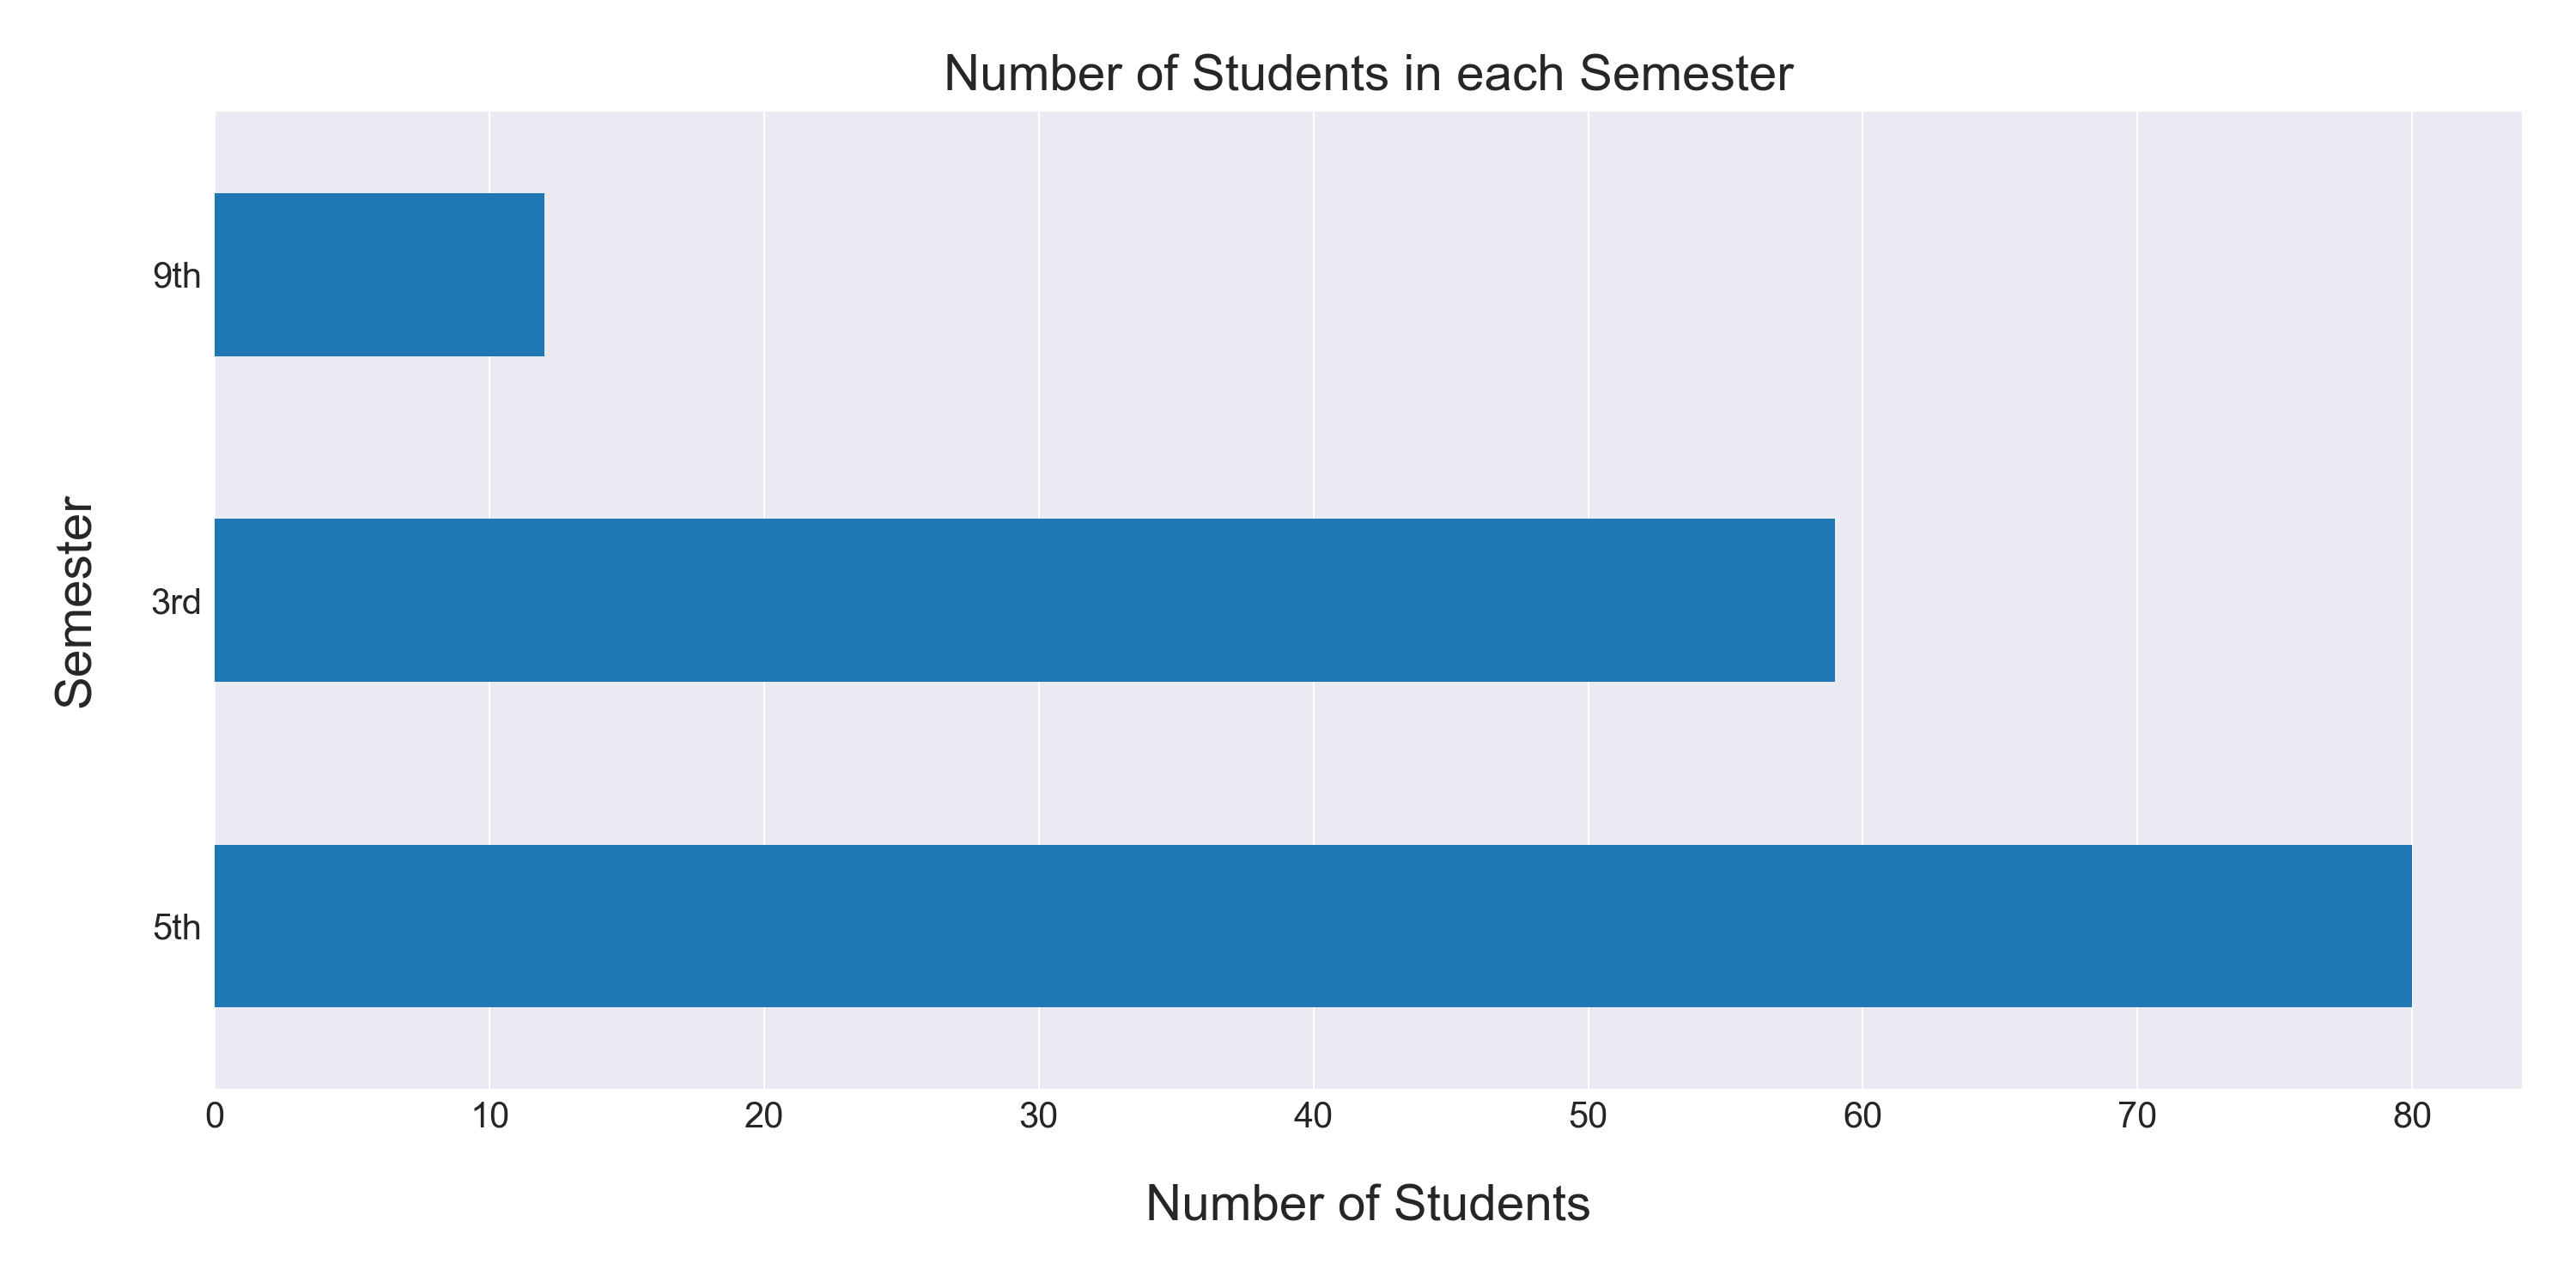 Number of Students in each Semester
9th
3rd
5th
Semester
0 10 20 30 40 50 60 70 80
Number of Students